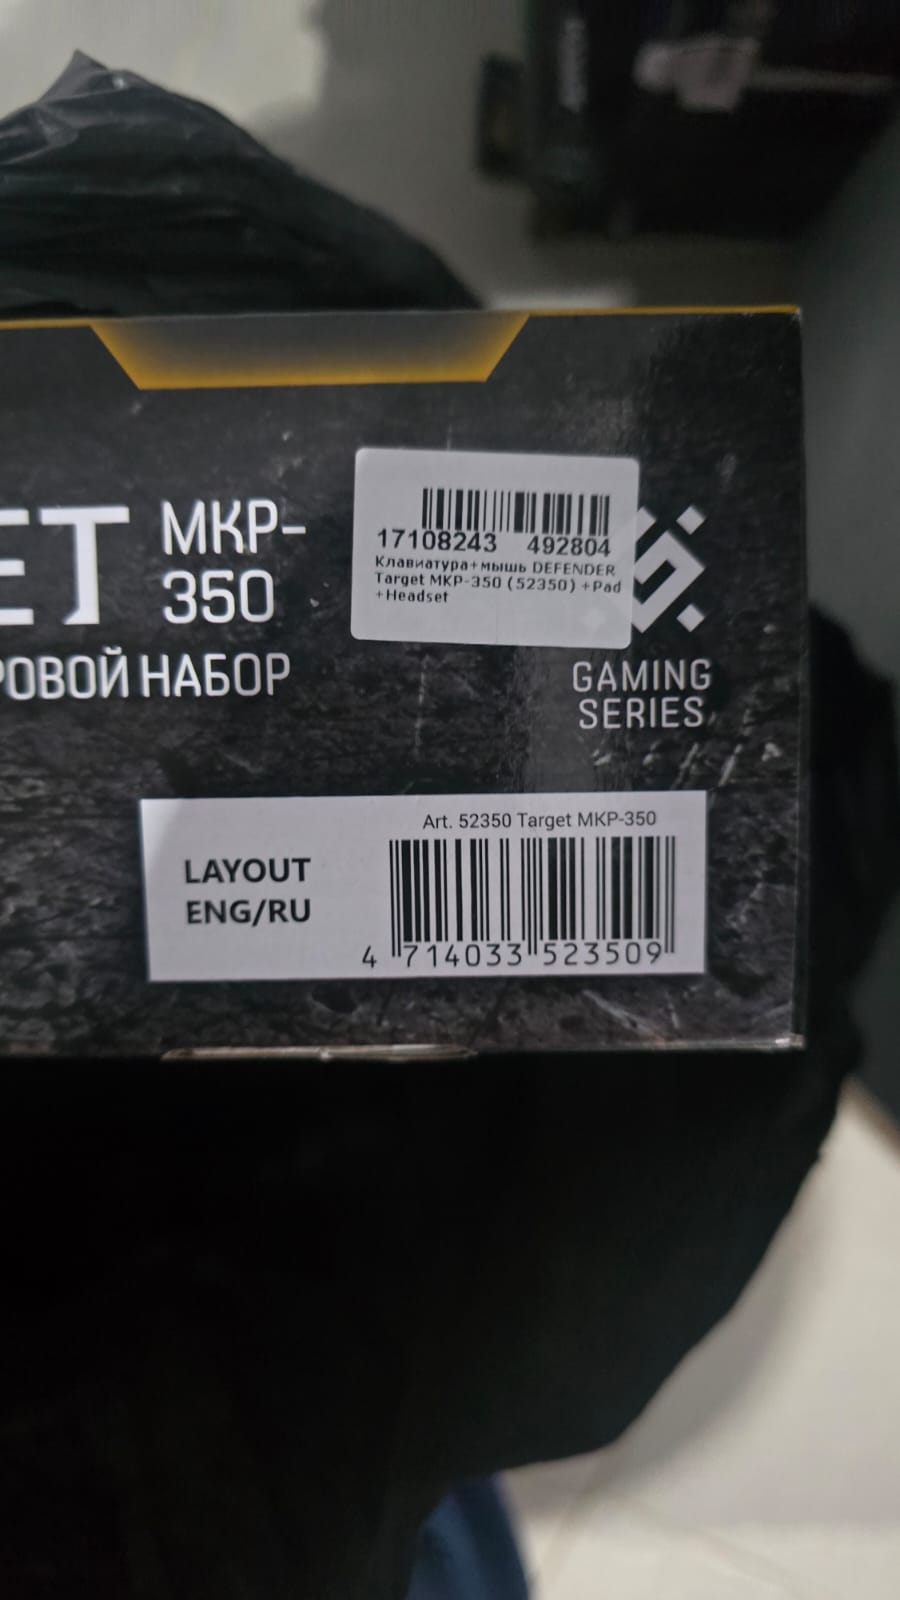 ET MKP-
350
РОВОЙ НАБОР
17108243 492804
Клавиатура+мышь DEFENDER
Target MKP-350 (52350) +Pad
+Headset
GAMING
SERIES
Art. 52350 Target MKP-350
LAYOUT
ENG/RU
4 714033 523509